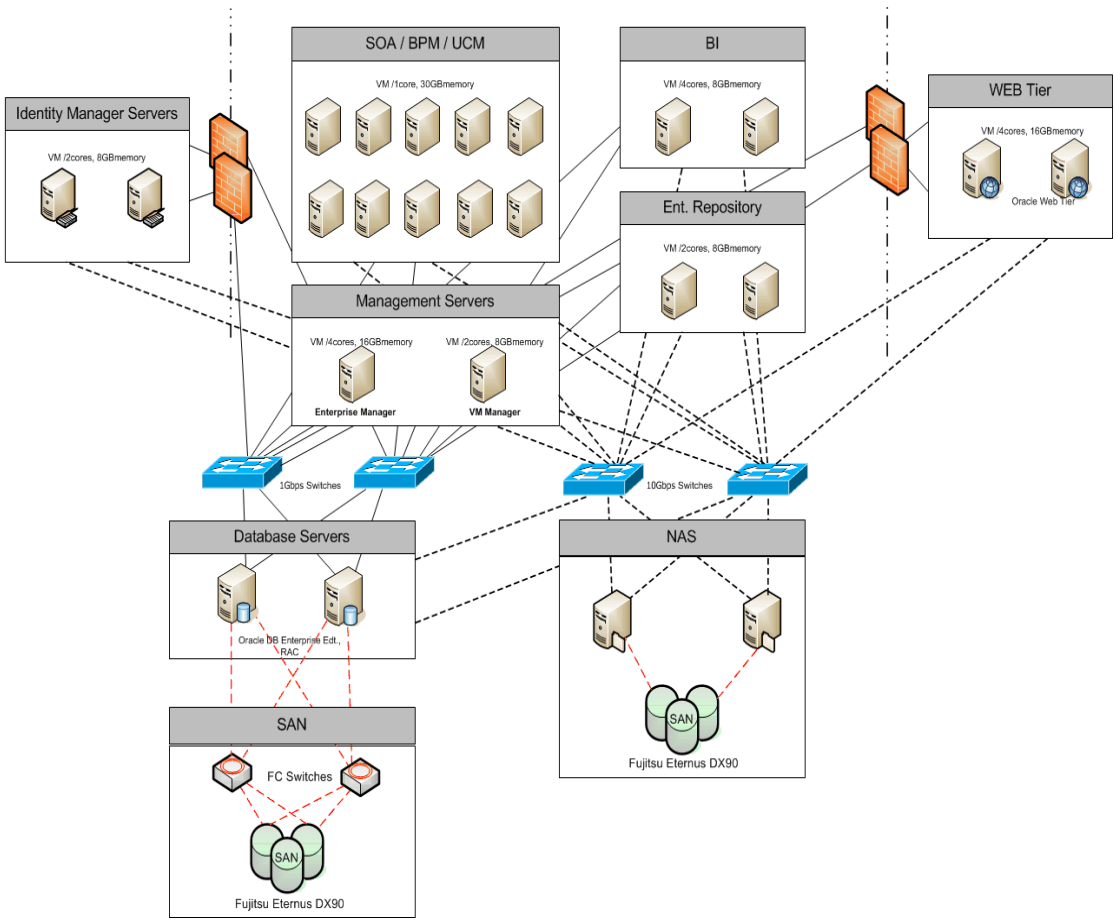 SOA / BPM / UCM
VM /1core, 30GBmemory
BI
VM /4cores, 8GBmemory
WEB Tier
VM /4cores, 16GBmemory
Oracle Web Tier
Identity Manager Servers
VM /2cores, 8GBmemory
Ent. Repository
VM /2cores, 8GBmemory
Management Servers
VM /4cores, 16GBmemory
VM /2cores, 8GBmemory
Enterprise Manager
VM Manager
1Gbps Switches
10Gbps Switches
Database Servers
Oracle DB Enterprise Edt.,
RAC
NAS
SAN
Fujitsu Eternus DX90
SAN
FC Switches
SAN
Fujitsu Eternus DX90